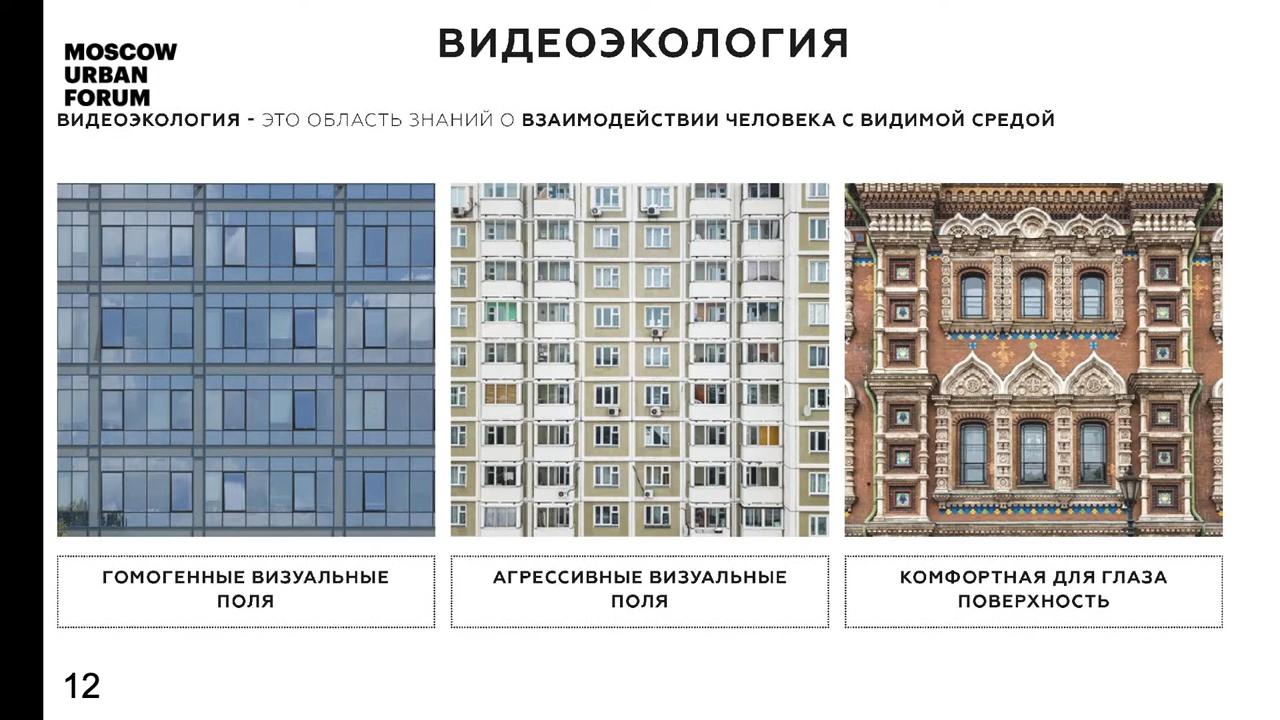 ВИДЕОЭКОЛОГИЯ
MOSCOW
URBAN
FORUM
ВИДЕОЭКОЛОГИЯ - ЭТО ОБЛАСТЬ ЗНАНИЙ О ВЗАИМОДЕЙСТВИИ ЧЕЛОВЕКА С ВИДИМОЙ СРЕДОЙ
ГОМОГЕННЫЕ ВИЗУАЛЬНЫЕ
ПОЛЯ
АГРЕССИВНЫЕ ВИЗУАЛЬНЫЕ
ПОЛЯ
КОМФОРТНАЯ ДЛЯ ГЛАЗА
ПОВЕРХНОСТЬ
12